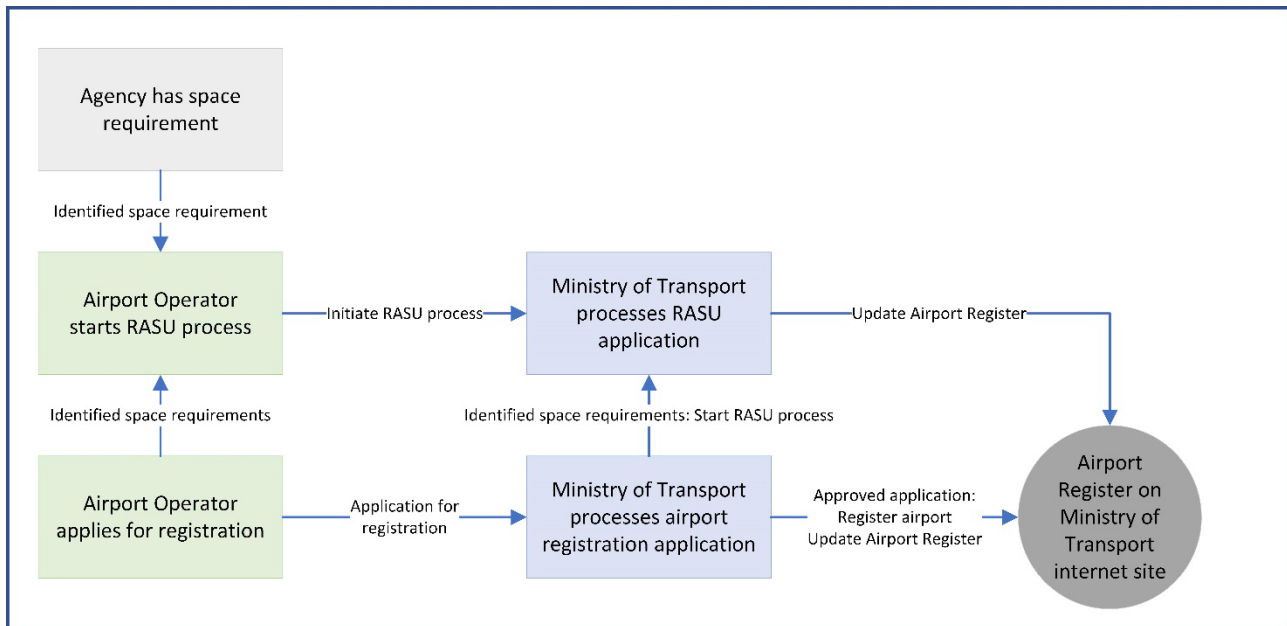 Agency has space
requirement
Identified space requirement
Airport Operator
starts RASU process
Initiate RASU process
Ministry of Transport
processes RASU
application
Update Airport Register
Identified space requirements
Identified space requirements: Start RASU process
Airport Operator
applies for registration
Application for
registration
Ministry of Transport
processes airport
registration application
Approved application:
Register airport
Update Airport Register
Airport
Register on
Ministry of
Transport
internet site